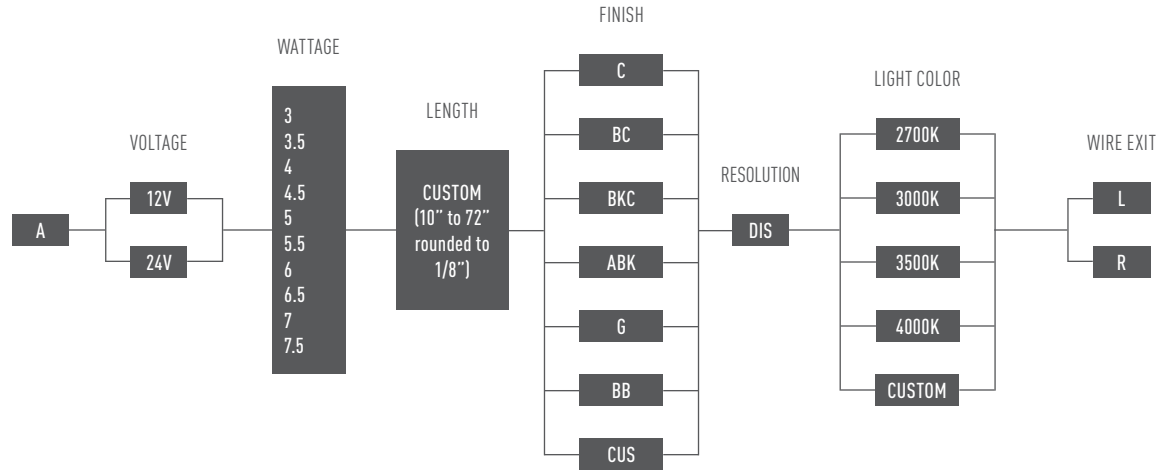 A
VOLTAGE
12V
24V
WATTAGE
3
3.5
4
4.5
5
5.5
6
6.5
7
7.5
LENGTH
CUSTOM
(10” to 72”
rounded to
1/8”)
FINISH
C
BC
BKC
ABK
G
BB
CUS
RESOLUTION
DIS
LIGHT COLOR
2700K
3000K
3500K
4000K
CUSTOM
WIRE EXIT
L
R